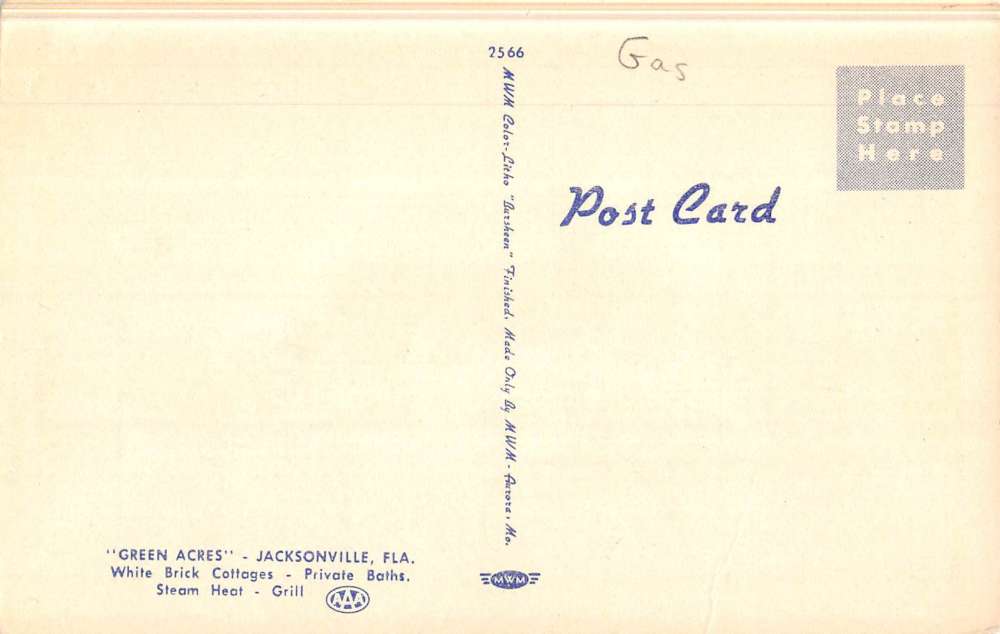 2566
Gas
Place
Stamp
Here
Post Card
MWM Color-Litho "Darsheen" Finished. Made Only By MWM - Aurora, Mo.
"GREEN ACRES" - JACKSONVILLE, FLA.
White Brick Cottages - Private Baths.
Steam Heat - Grill
AAA
MWM